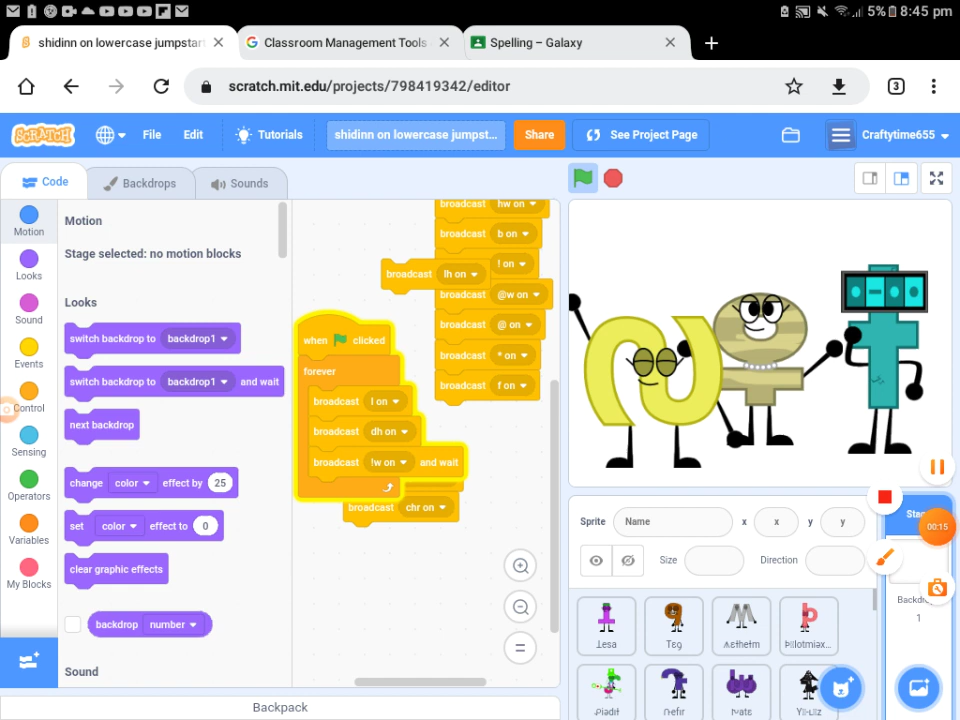 5% 8:45 pm
shidinn on lowercase jumpstart
Classroom Management Tools
Spelling – Galaxy
scratch.mit.edu/projects/798419342/editor
3
SCRATCH
File
Edit
Tutorials
shidinn on lowercase jumpst...
Share
See Project Page
Craftytime655
Code
Backdrops
Sounds
Motion
Looks
Sound
Events
Control
Sensing
Operators
Variables
My Blocks
Motion
Stage selected: no motion blocks
Looks
switch backdrop to backdrop1
switch backdrop to backdrop1 and wait
next backdrop
change color effect by 25
set color effect to 0
clear graphic effects
backdrop number
Sound
broadcast hw on
broadcast b on
! on
broadcast lh on
broadcast @w on
broadcast @ on
broadcast * on
broadcast f on
when clicked
forever
broadcast l on
broadcast dh on
broadcast !w on and wait
broadcast chr on
Backpack
Sprite
Name
x
x
y
y
Size
Direction
00:15
1